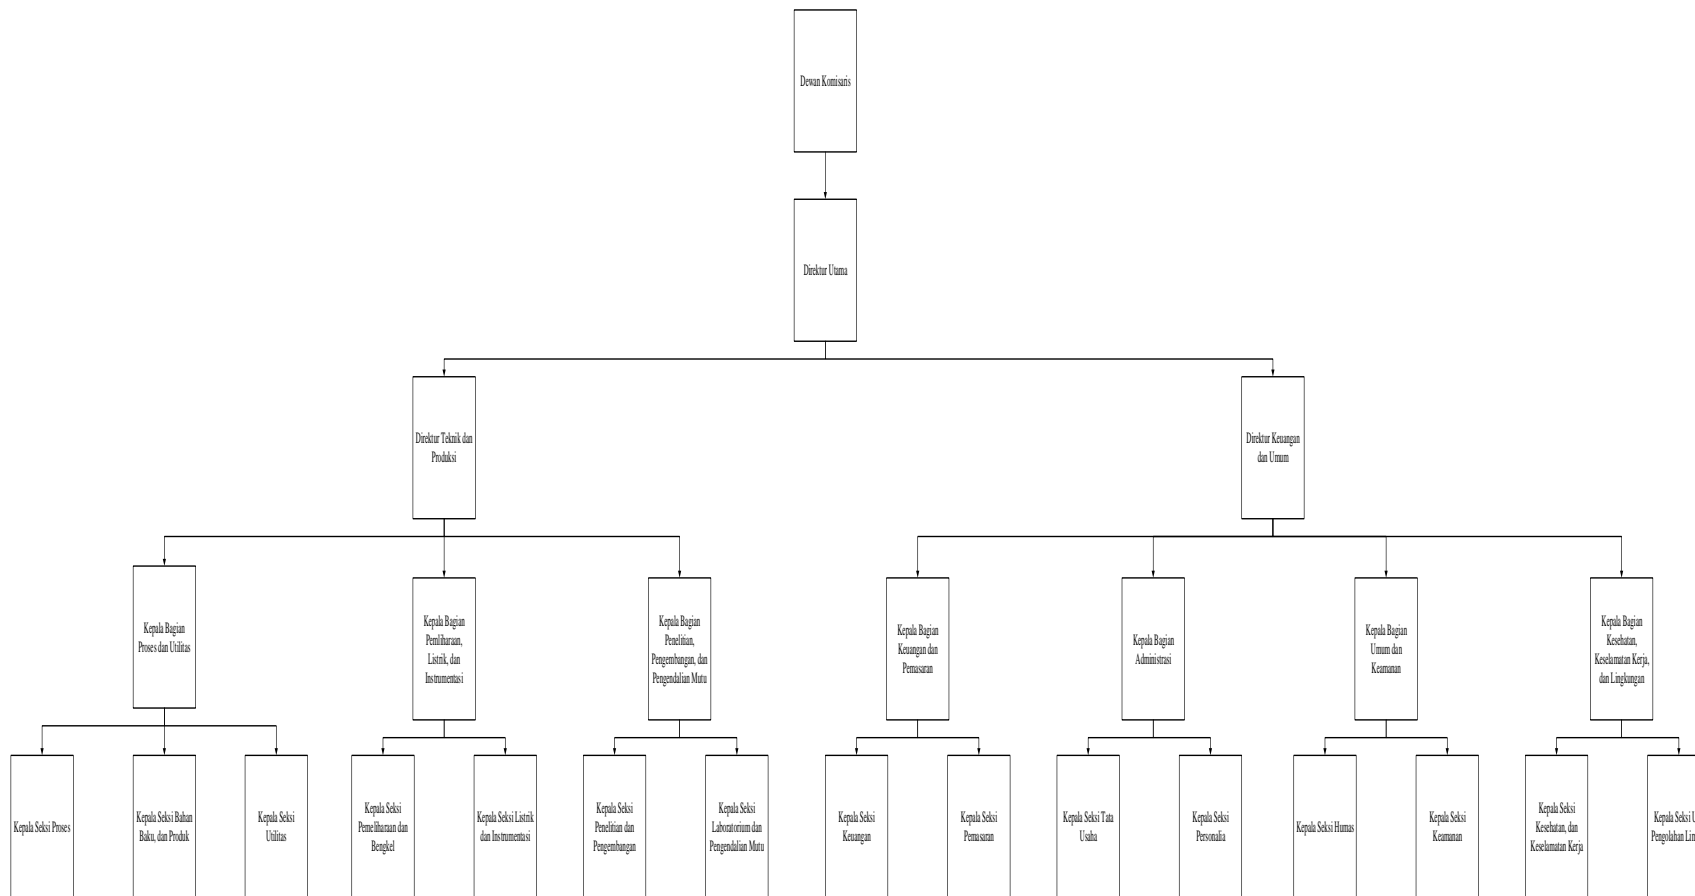 Dewan Komisaris
Direktur Utama
Direktur Teknik dan
Produksi
Direktur Keuangan
dan Umum
Kepala Bagian
Proses dan Utilitas
Kepala Bagian
Pemliharaan,
Listrik, dan
Instrumentasi
Kepala Bagian
Penelitian,
Pengembangan, dan
Pengendalian Mutu
Kepala Bagian
Keuangan dan
Pemasaran
Kepala Bagian
Administrasi
Kepala Bagian
Umum dan
Keamanan
Kepala Bagian
Kesehatan,
Keselamatan Kerja,
dan Lingkungan
Kepala Seksi Proses
Kepala Seksi Bahan
Baku, dan Produk
Kepala Seksi
Utilitas
Kepala Seksi
Pemeliharaan dan
Bengkel
Kepala Seksi Listrik
dan Instrumentasi
Kepala Seksi
Penelitian dan
Pengembangan
Kepala Seksi
Laboratorium dan
Pengendalian Mutu
Kepala Seksi
Keuangan
Kepala Seksi
Pemasaran
Kepala Seksi Tata
Usaha
Kepala Seksi
Personalia
Kepala Seksi Humas
Kepala Seksi
Keamanan
Kepala Seksi
Kesehatan, dan
Keselamatan Kerja
Kepala Seksi
Pengolahan